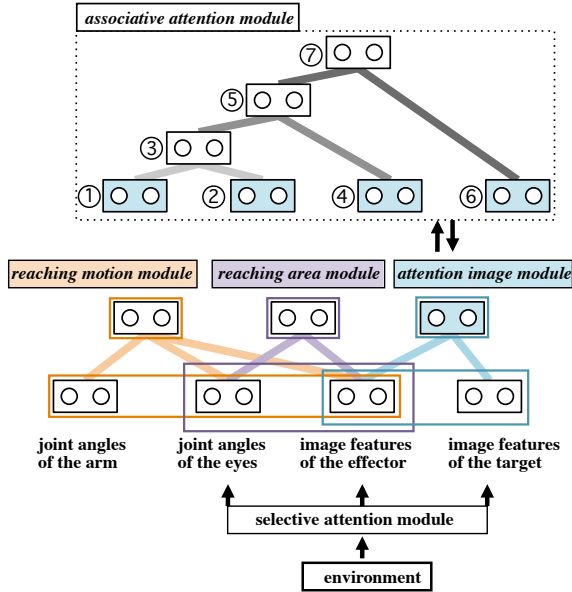 associative attention module
⑦
⑤
③
① ② ④ ⑥
reaching motion module reaching area module attention image module
joint angles joint angles image features image features
of the arm of the eyes of the effector of the target
selective attention module
environment